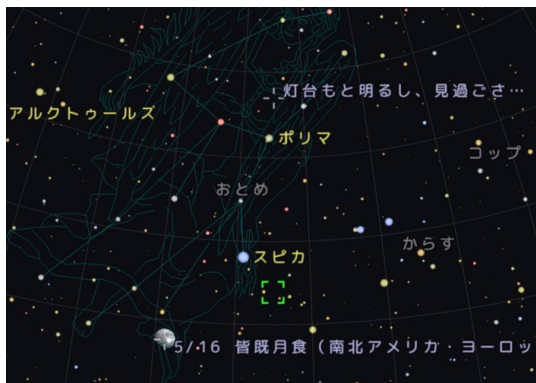 灯台もと明るし、見過ごさ…
アルクトゥールズ
ポリマ
コップ
おとめ
からす
スピカ
5/16 皆既月食（南北アメリカ・ヨーロッ